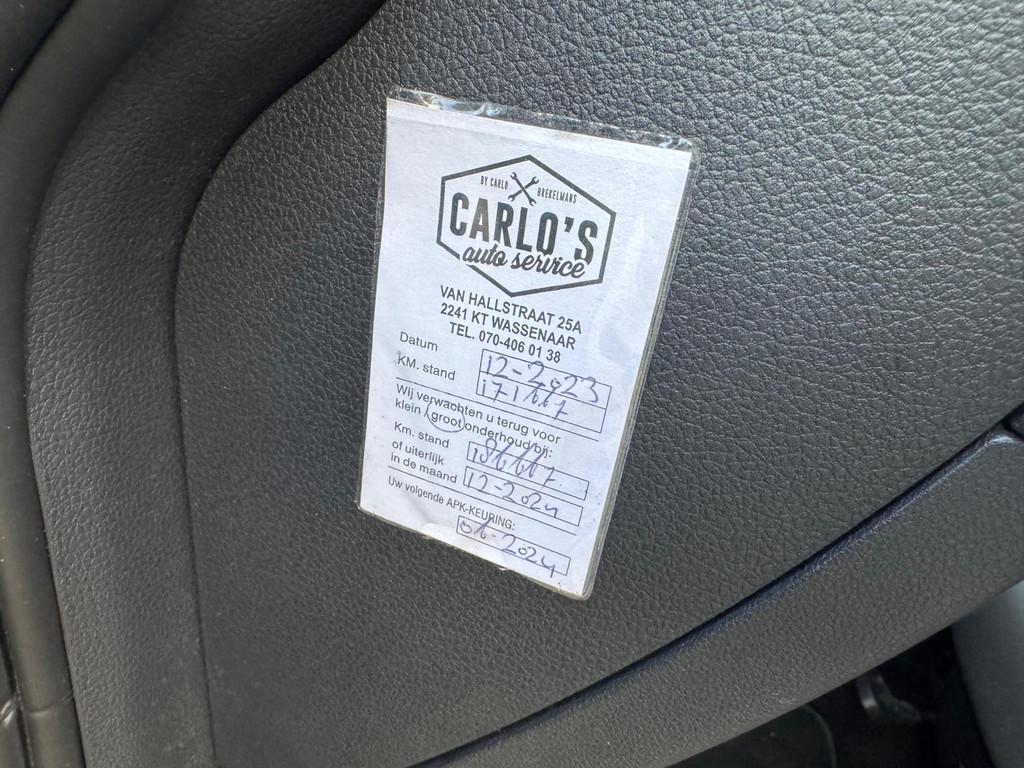 BY CARLO BREKELMANS
CARLO'S
auto service
VAN HALLSTRAAT 25A
2241 KT WASSENAAR
TEL. 070-406 01 38
Datum 12-2023
KM. stand 171667
Wij verwachten u terug voor
klein / groot onderhoud bij:
Km. stand 186667
of uiterlijk
in de maand 12-2024
Uw volgende APK-KEURING:
06-2024